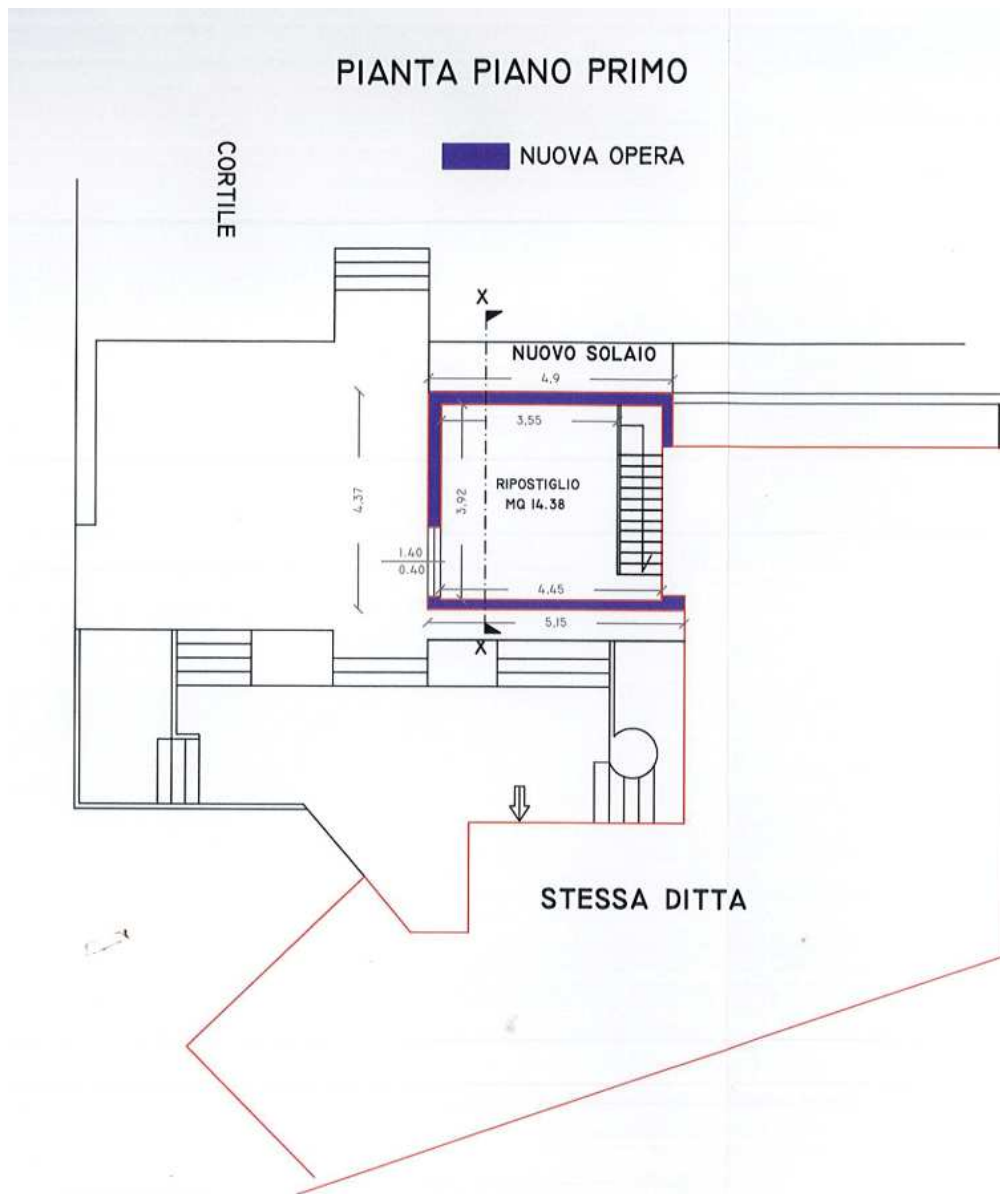 PIANTA PIANO PRIMO
NUOVA OPERA
CORTILE
X
NUOVO SOLAIO
4,9
3,55
4,37
3,92
RIPOSTIGLIO
MQ 14.38
1.40
0.40
4,45
5,15
X
STESSA DITTA